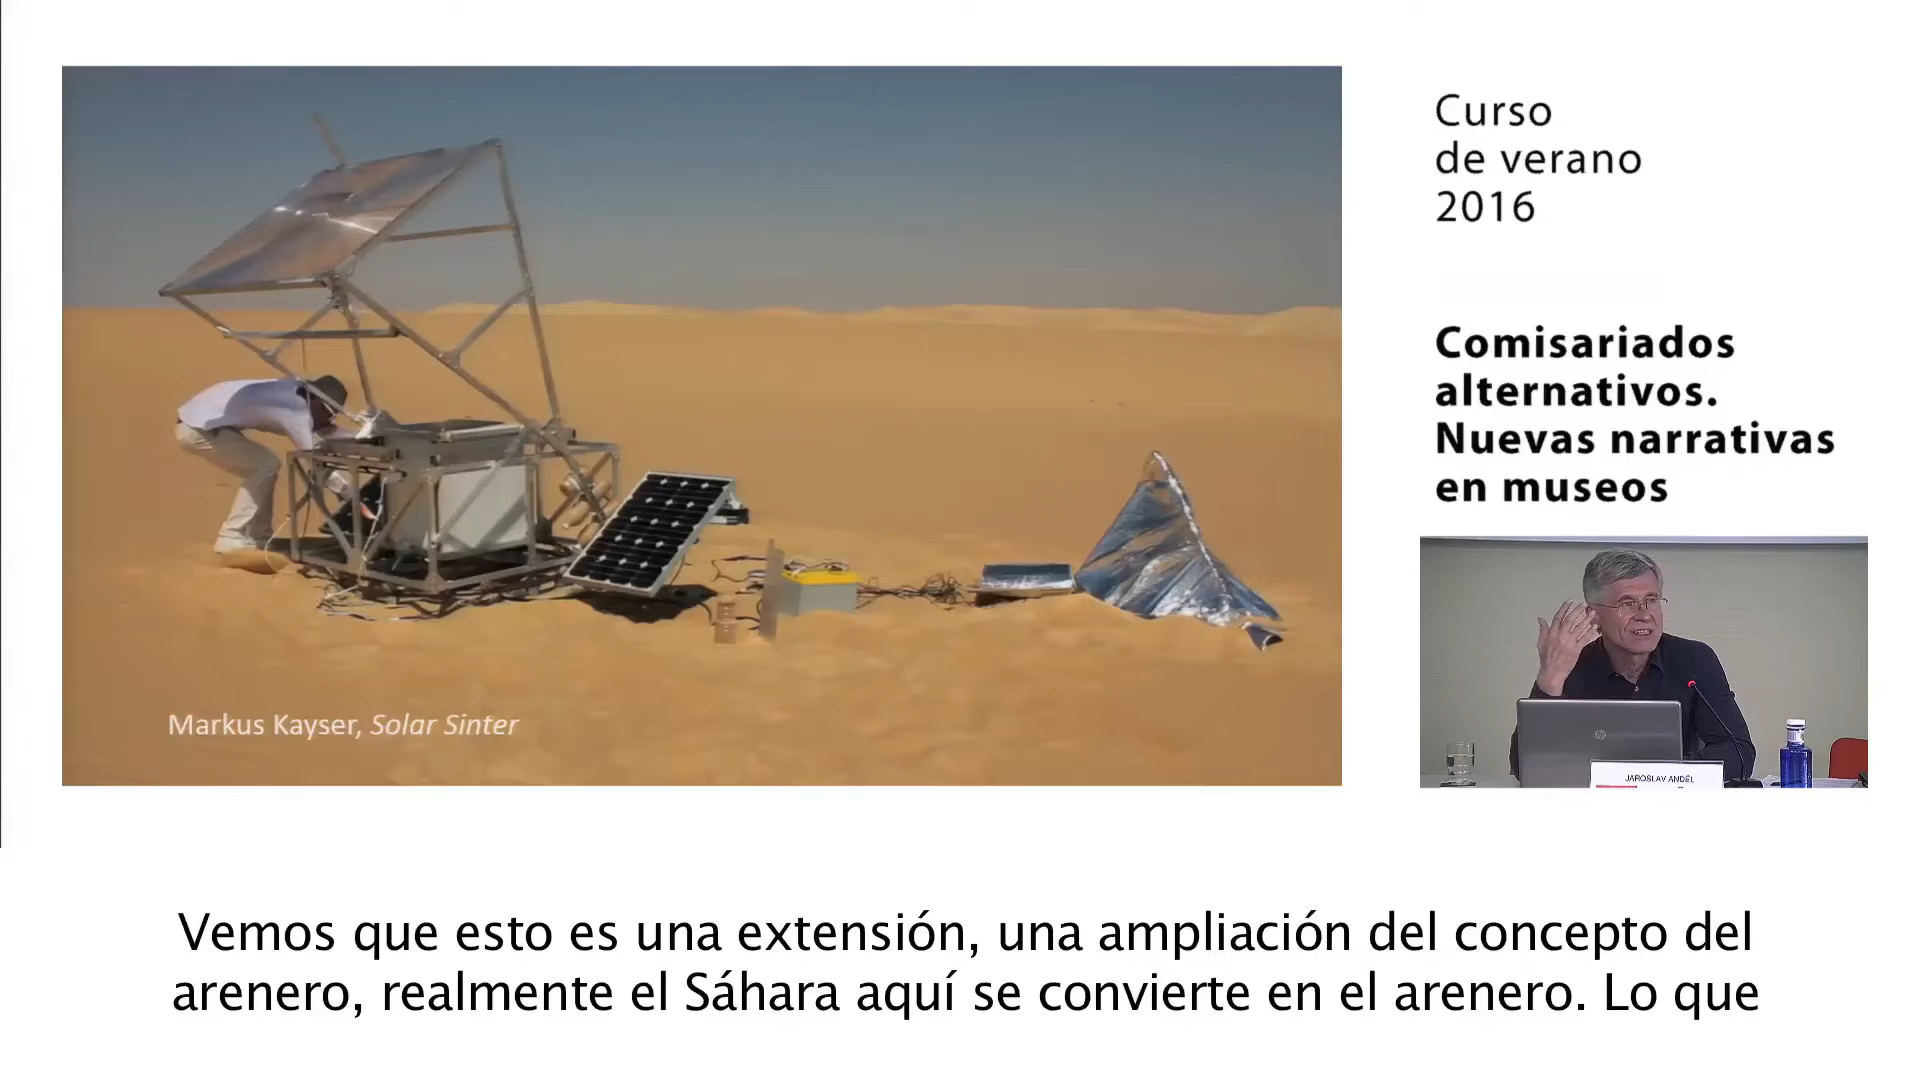 Curso
de verano
2016
Comisariados
alternativos.
Nuevas narrativas
en museos
Markus Kayser, Solar Sinter
JAROSLAV ANDĚL
Vemos que esto es una extensión, una ampliación del concepto del
arenero, realmente el Sáhara aquí se convierte en el arenero. Lo que